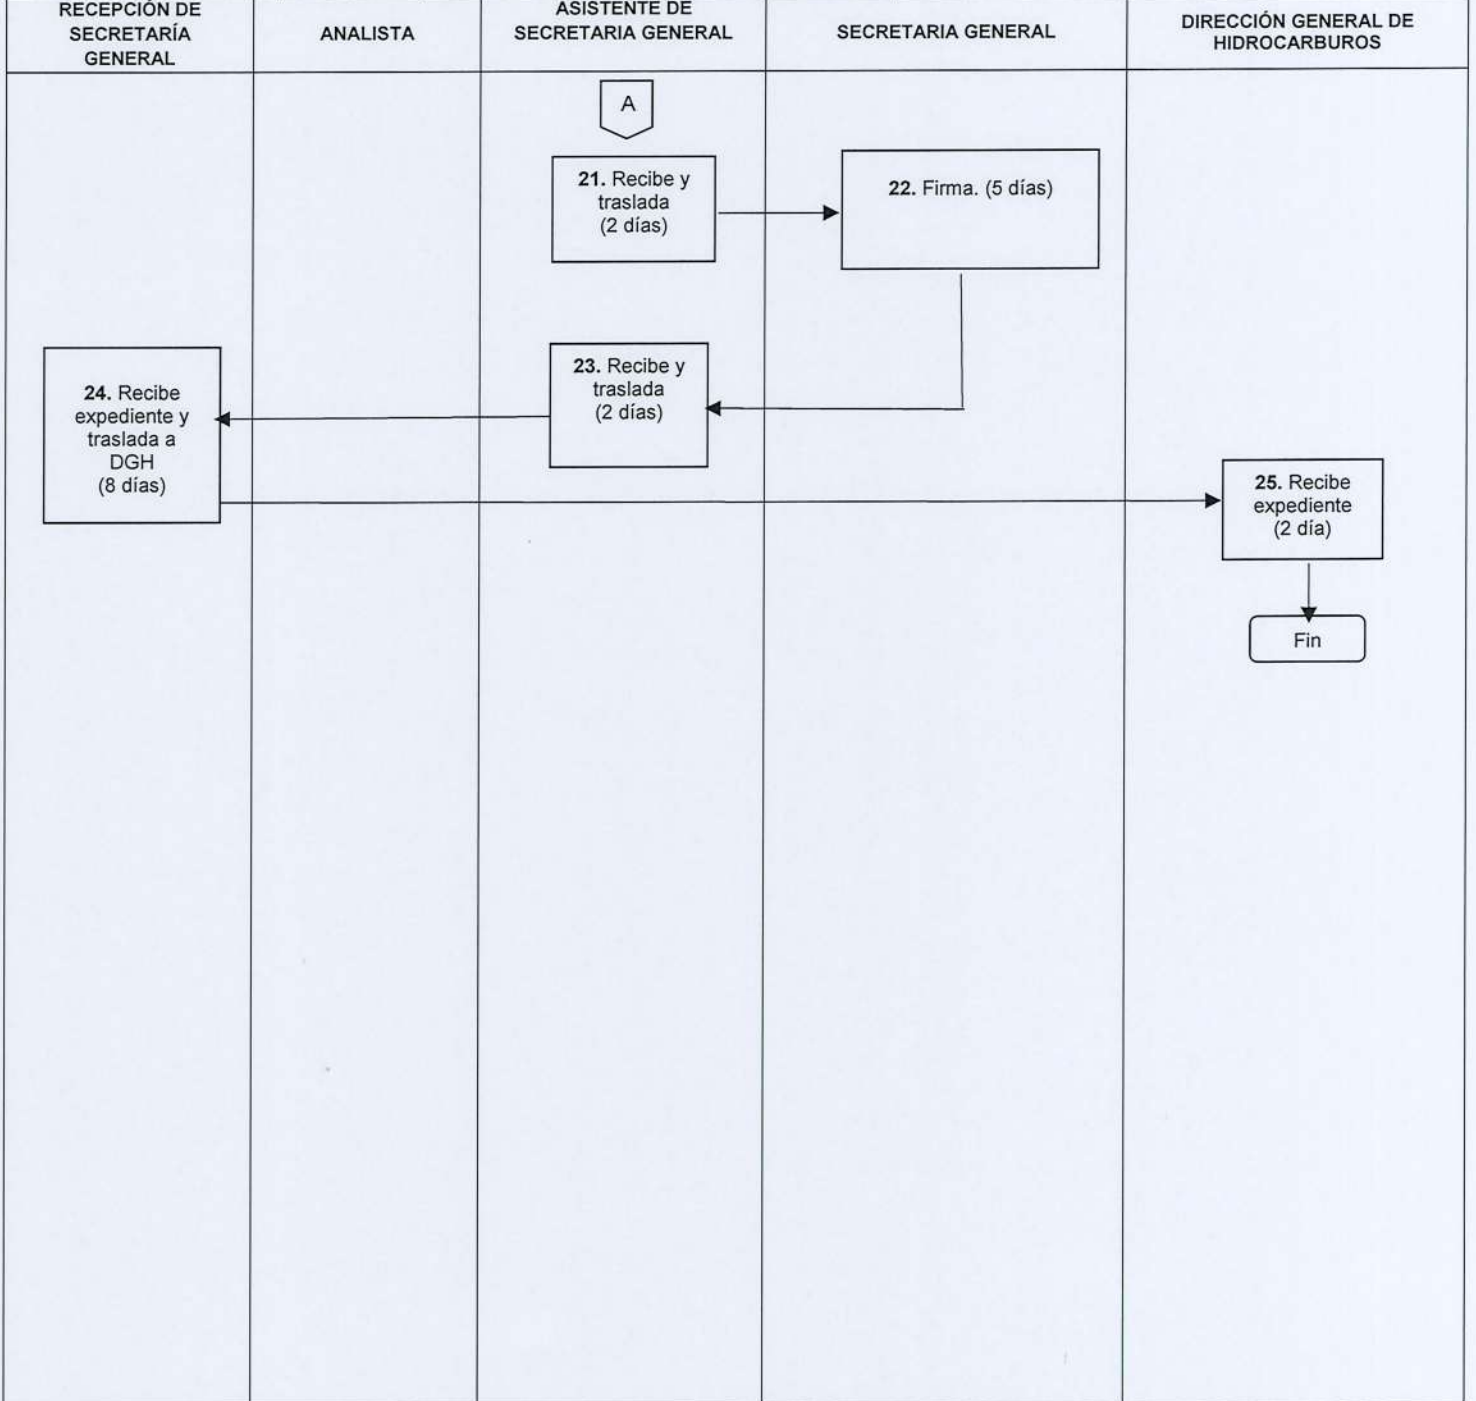 RECEPCIÓN DE
SECRETARÍA
GENERAL
ANALISTA
ASISTENTE DE
SECRETARIA GENERAL
SECRETARIA GENERAL
DIRECCIÓN GENERAL DE
HIDROCARBUROS
A
21. Recibe y
traslada
(2 días)
22. Firma. (5 días)
23. Recibe y
traslada
(2 días)
24. Recibe
expediente y
traslada a
DGH
(8 días)
25. Recibe
expediente
(2 día)
Fin